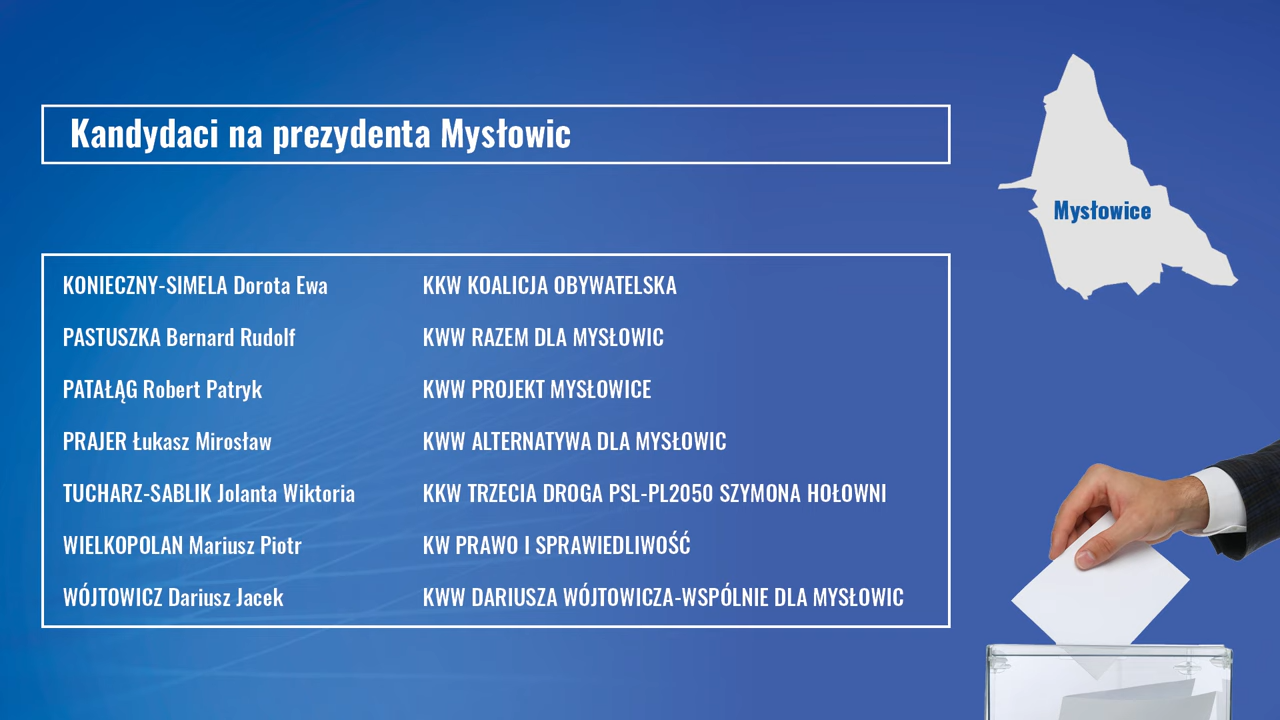 Kandydaci na prezydenta Mysłowic
Mysłowice
KONIECZNY-SIMELA Dorota Ewa KKW KOALICJA OBYWATELSKA
PASTUSZKA Bernard Rudolf KWW RAZEM DLA MYSŁOWIC
PATAŁĄG Robert Patryk KWW PROJEKT MYSŁOWICE
PRAJER Łukasz Mirosław KWW ALTERNATYWA DLA MYSŁOWIC
TUCHARZ-SABLIK Jolanta Wiktoria KKW TRZECIA DROGA PSL-PL2050 SZYMONA HOŁOWNI
WIELKOPOLAN Mariusz Piotr KW PRAWO I SPRAWIEDLIWOŚĆ
WÓJTOWICZ Dariusz Jacek KWW DARIUSZA WÓJTOWICZA-WSPÓLNIE DLA MYSŁOWIC